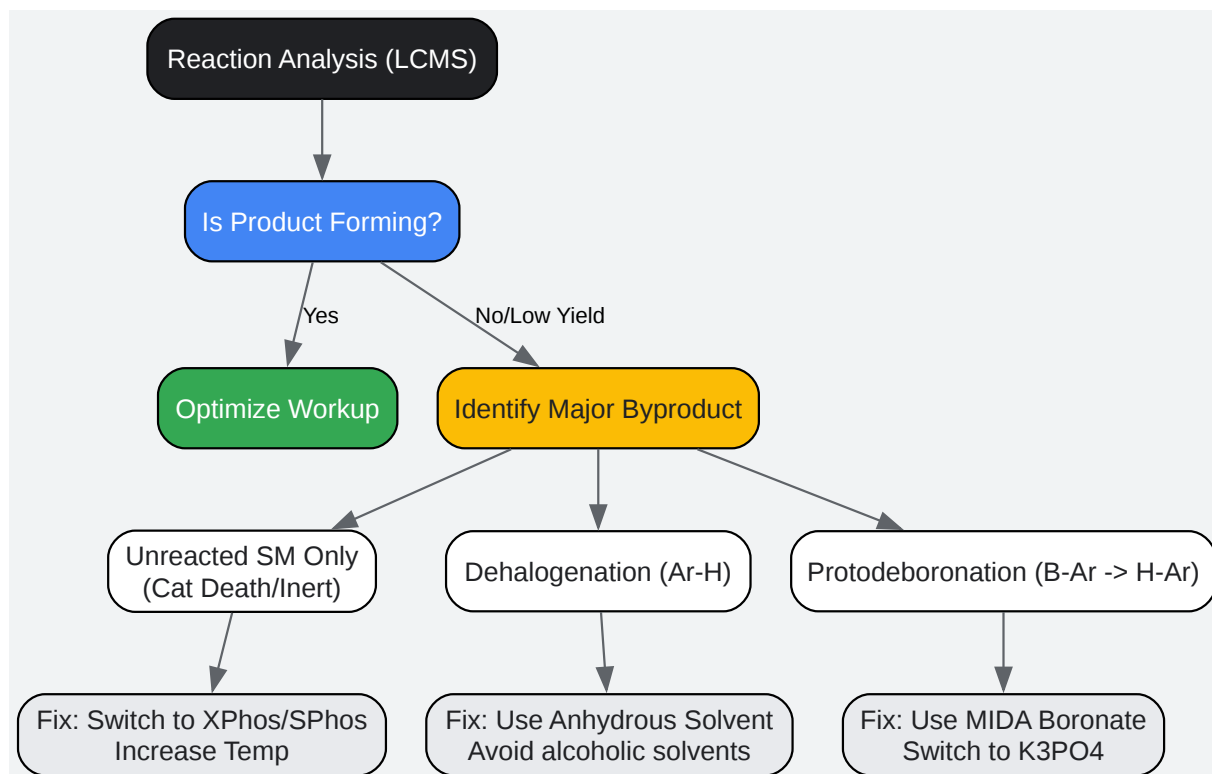 Reaction Analysis (LCMS)
Is Product Forming?
Yes
No/Low Yield
Optimize Workup
Identify Major Byproduct
Unreacted SM Only
(Cat Death/Inert)
Dehalogenation (Ar-H)
Protodeboronation (B-Ar -> H-Ar)
Fix: Switch to XPhos/SPhos
Increase Temp
Fix: Use Anhydrous Solvent
Avoid alcoholic solvents
Fix: Use MIDA Boronate
Switch to K3PO4